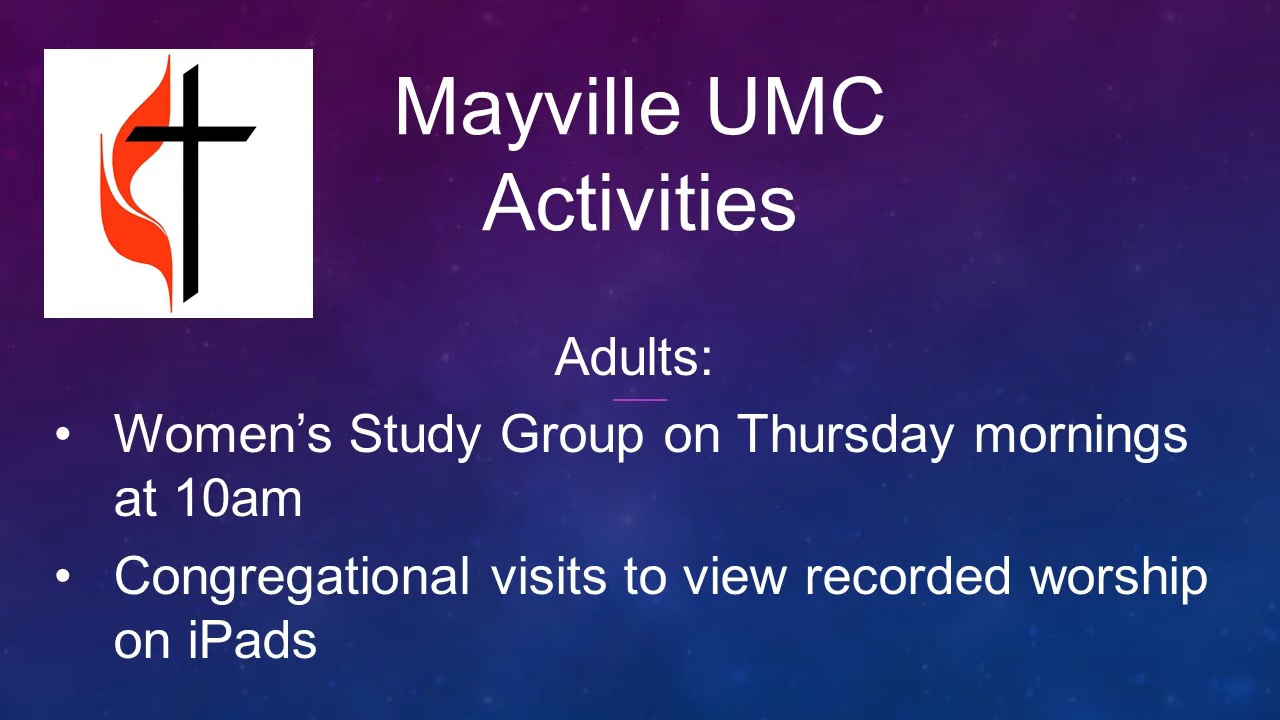 Mayville UMC
Activities
Adults:
• Women’s Study Group on Thursday mornings
at 10am
• Congregational visits to view recorded worship
on iPads